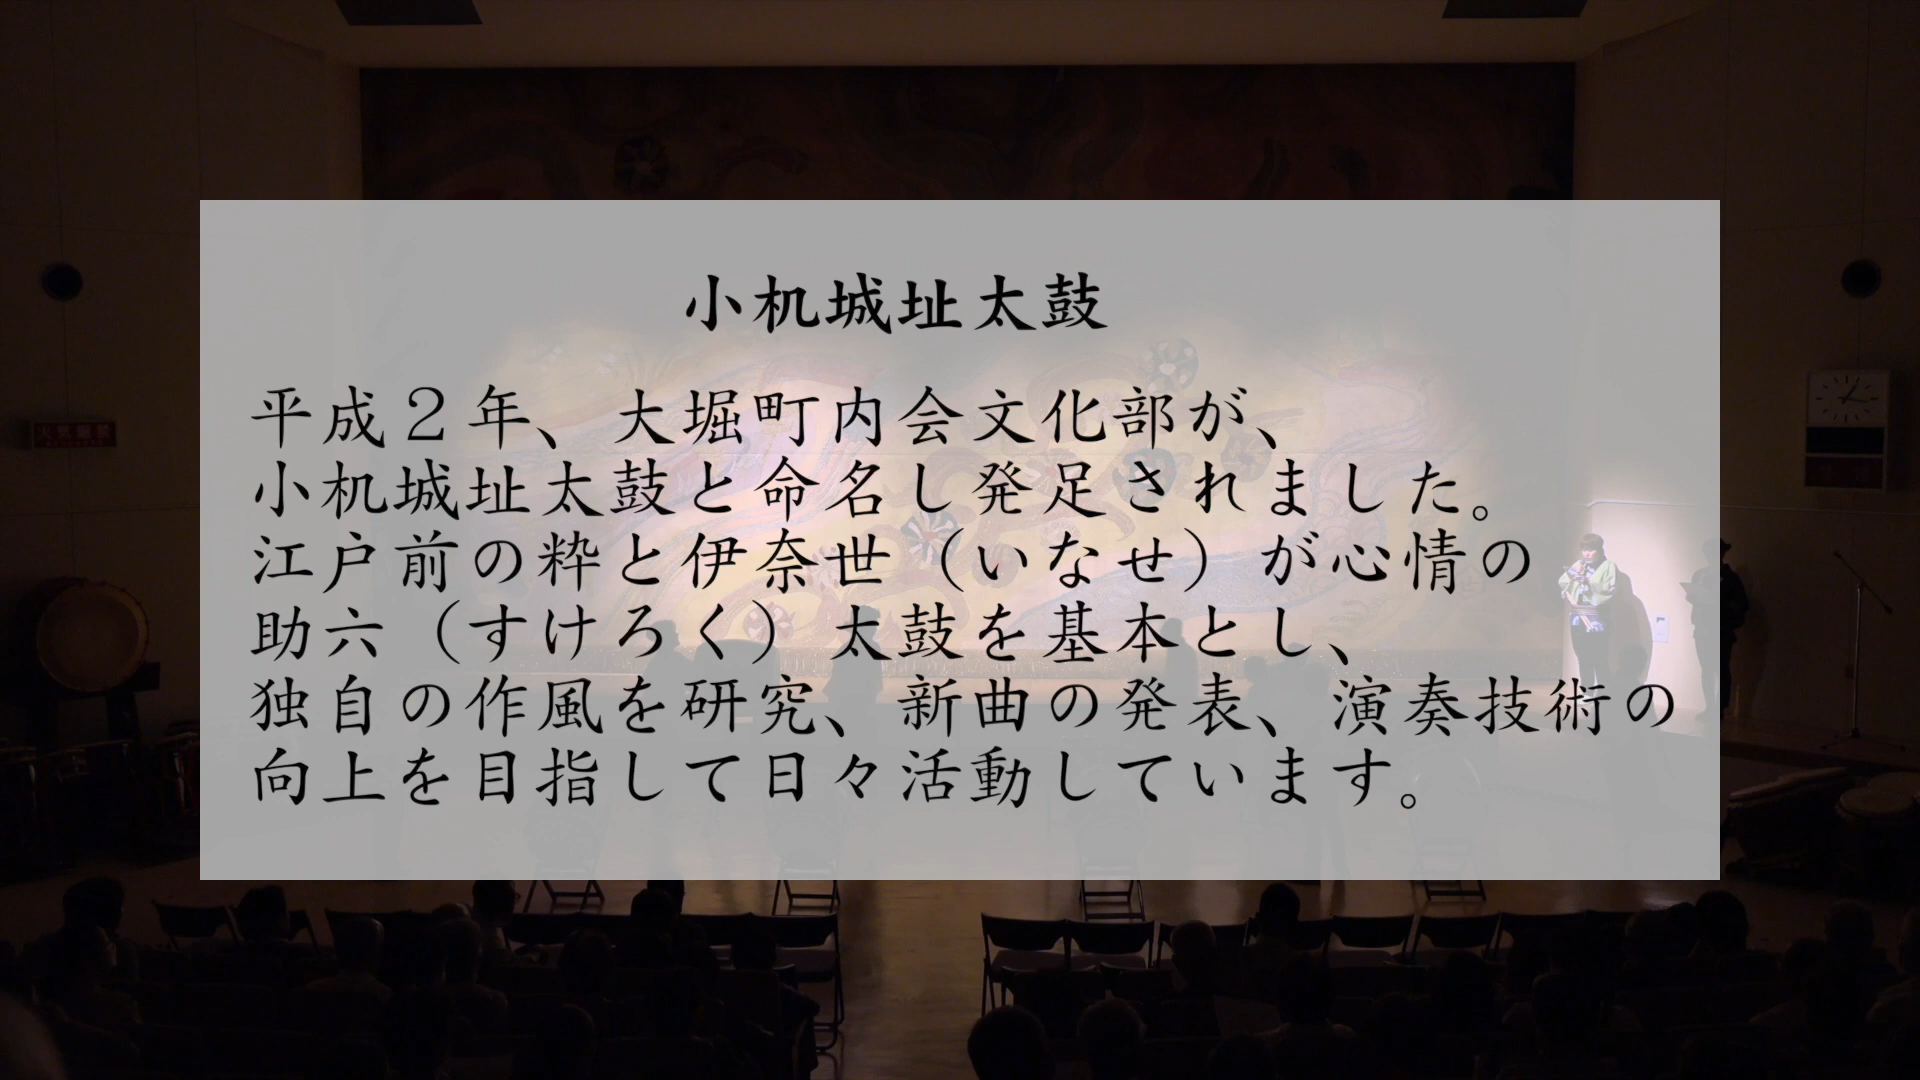 小机城址太鼓
平成２年、大堀町内会文化部が、
小机城址太鼓と命名し発足されました。
江戸前の粋と伊奈世（いなせ）が心情の
助六（すけろく）太鼓を基本とし、
独自の作風を研究、新曲の発表、演奏技術の
向上を目指して日々活動しています。